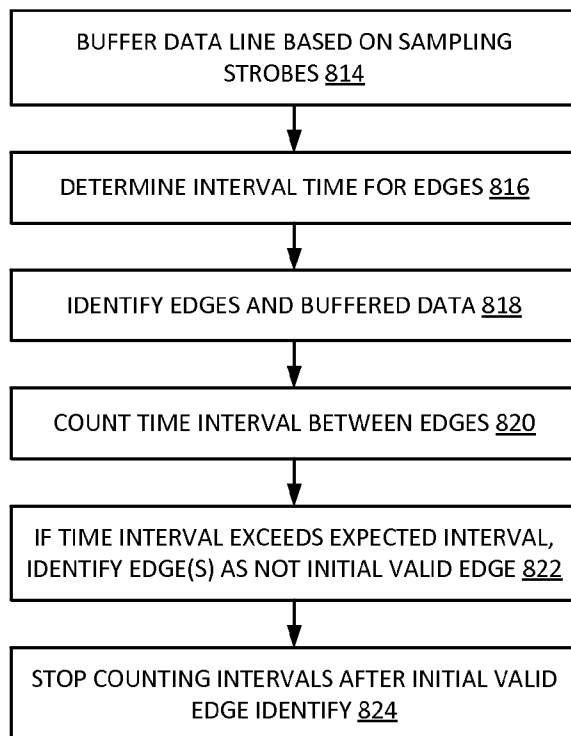 BUFFER DATA LINE BASED ON SAMPLING
STROBES 814
DETERMINE INTERVAL TIME FOR EDGES 816
IDENTIFY EDGES AND BUFFERED DATA 818
COUNT TIME INTERVAL BETWEEN EDGES 820
IF TIME INTERVAL EXCEEDS EXPECTED INTERVAL,
IDENTIFY EDGE(S) AS NOT INITIAL VALID EDGE 822
STOP COUNTING INTERVALS AFTER INITIAL VALID
EDGE IDENTIFY 824